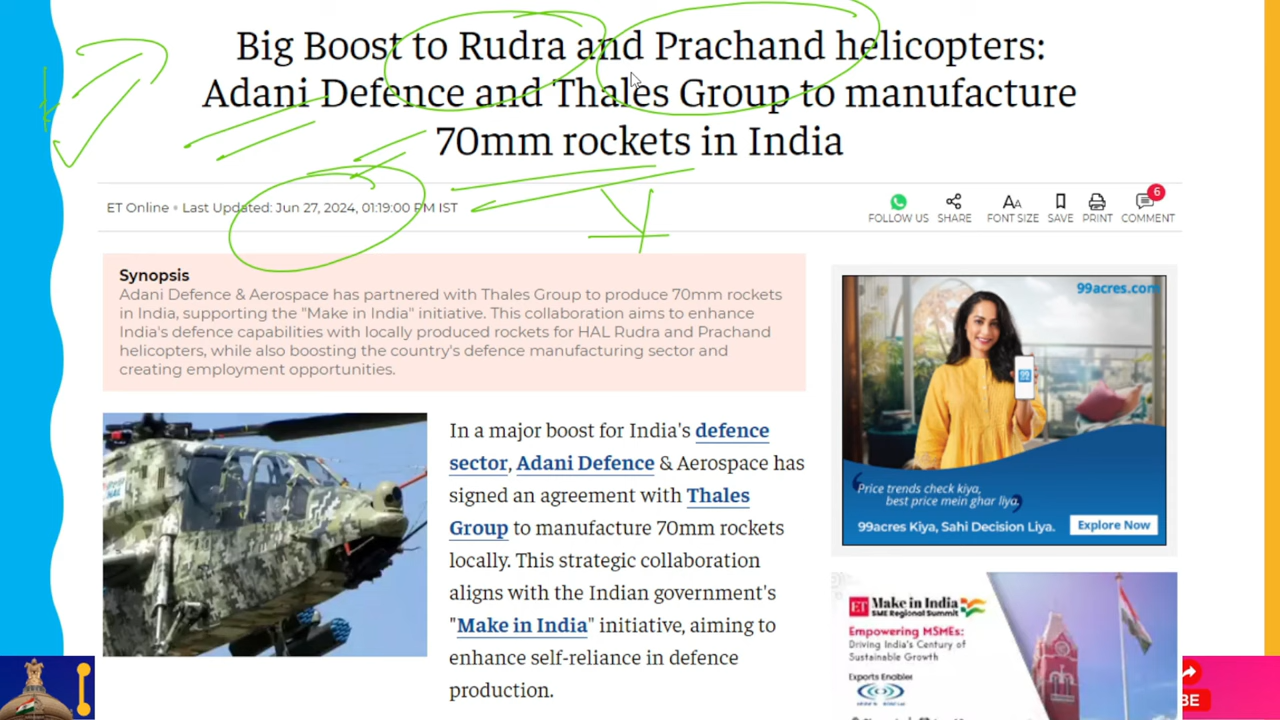 Big Boost to Rudra and Prachand helicopters:
Adani Defence and Thales Group to manufacture
70mm rockets in India
ET Online • Last Updated: Jun 27, 2024, 01:19:00 PM IST
FOLLOW US SHARE FONT SIZE SAVE PRINT COMMENT
6
Synopsis
Adani Defence & Aerospace has partnered with Thales Group to produce 70mm rockets
in India, supporting the "Make in India" initiative. This collaboration aims to enhance
India's defence capabilities with locally produced rockets for HAL Rudra and Prachand
helicopters, while also boosting the country's defence manufacturing sector and
creating employment opportunities.
99acres.com
99
Price trends check kiya,
best price mein ghar liya.
99acres Kiya, Sahi Decision Liya.
Explore Now
HAL
In a major boost for India's defence
sector, Adani Defence & Aerospace has
signed an agreement with Thales
Group to manufacture 70mm rockets
locally. This strategic collaboration
aligns with the Indian government's
"Make in India" initiative, aiming to
enhance self-reliance in defence
production.
ET Make in India
SME Regional Summit
Empowering MSMEs:
Driving India's Century of
Sustainable Growth
Exports Enabler
BE